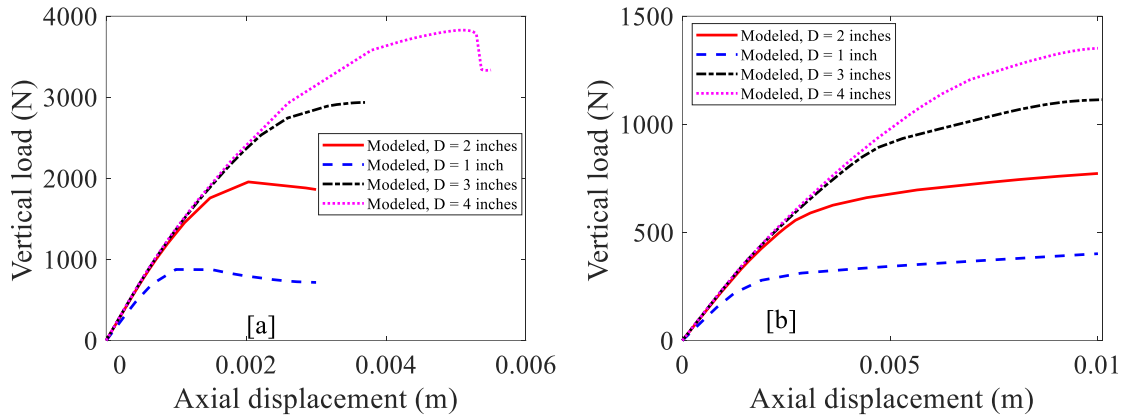 4000
3000
2000
1000
0
Vertical load (N)
Modeled, D = 2 inches
Modeled, D = 1 inch
Modeled, D = 3 inches
Modeled, D = 4 inches
[a]
0
0.002
0.004
0.006
Axial displacement (m)
1500
1000
500
0
Vertical load (N)
Modeled, D = 2 inches
Modeled, D = 1 inch
Modeled, D = 3 inches
Modeled, D = 4 inches
[b]
0
0.005
0.01
Axial displacement (m)